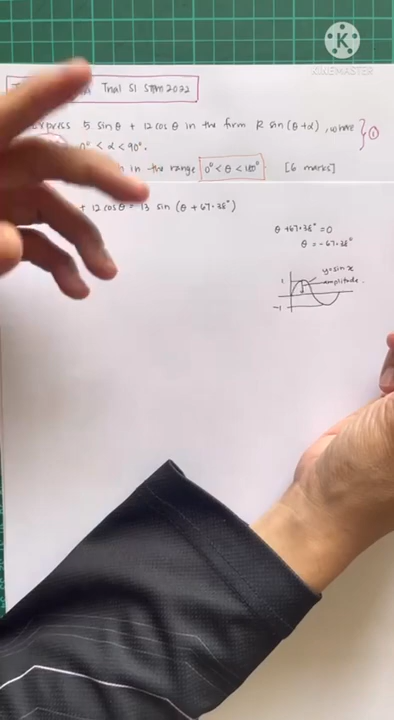 K
KINEMASTER
Trial S1 STPM 2022
express 5 sin θ + 12 cos θ in the form R sin (θ+α), where
0° < α < 90°. ①
in the range 0° < θ < 180° [6 marks]
+ 12 cos θ = 13 sin (θ + 67.38°)
θ + 67.38° = 0
θ = -67.38°
y = sin x
1
amplitude.
-1